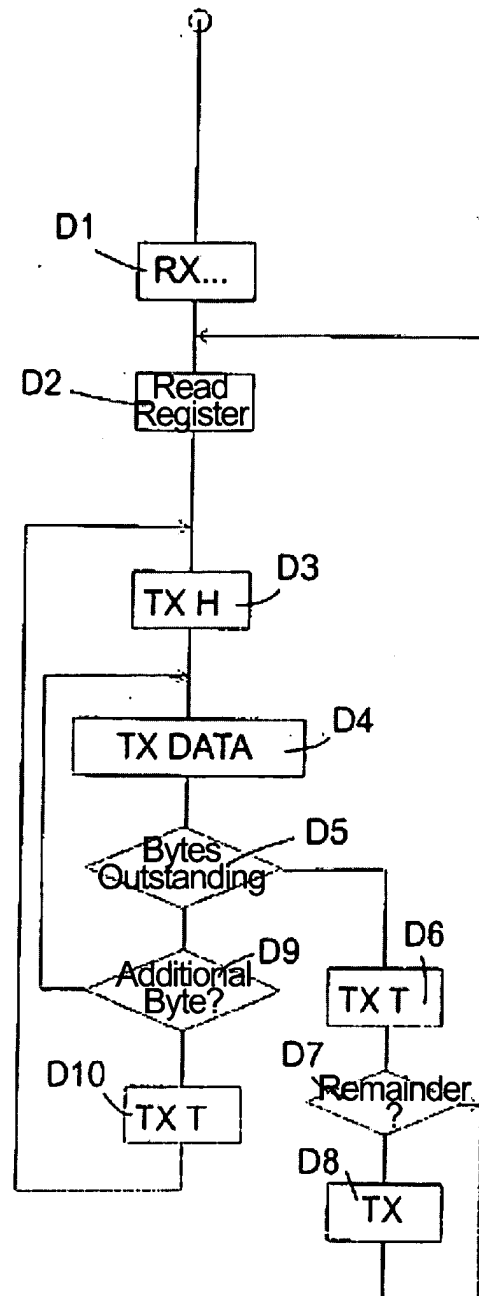 D1
RX...
D2
Read
Register
D3
TX H
D4
TX DATA
D5
Bytes
Outstanding
D9
Additional
Byte?
D6
TX T
D10
TX T
D7
Remainder
?
D8
TX